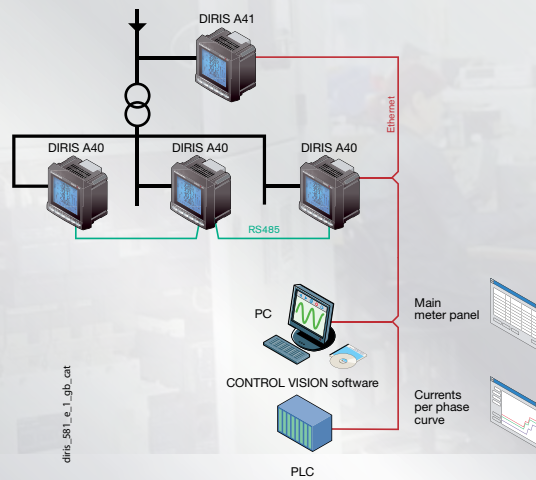 DIRIS A41
Ethernet
DIRIS A40
DIRIS A40
DIRIS A40
RS485
PC
Main
meter panel
CONTROL VISION software
Currents
per phase
curve
PLC
diris_581_e_1_gb_cat